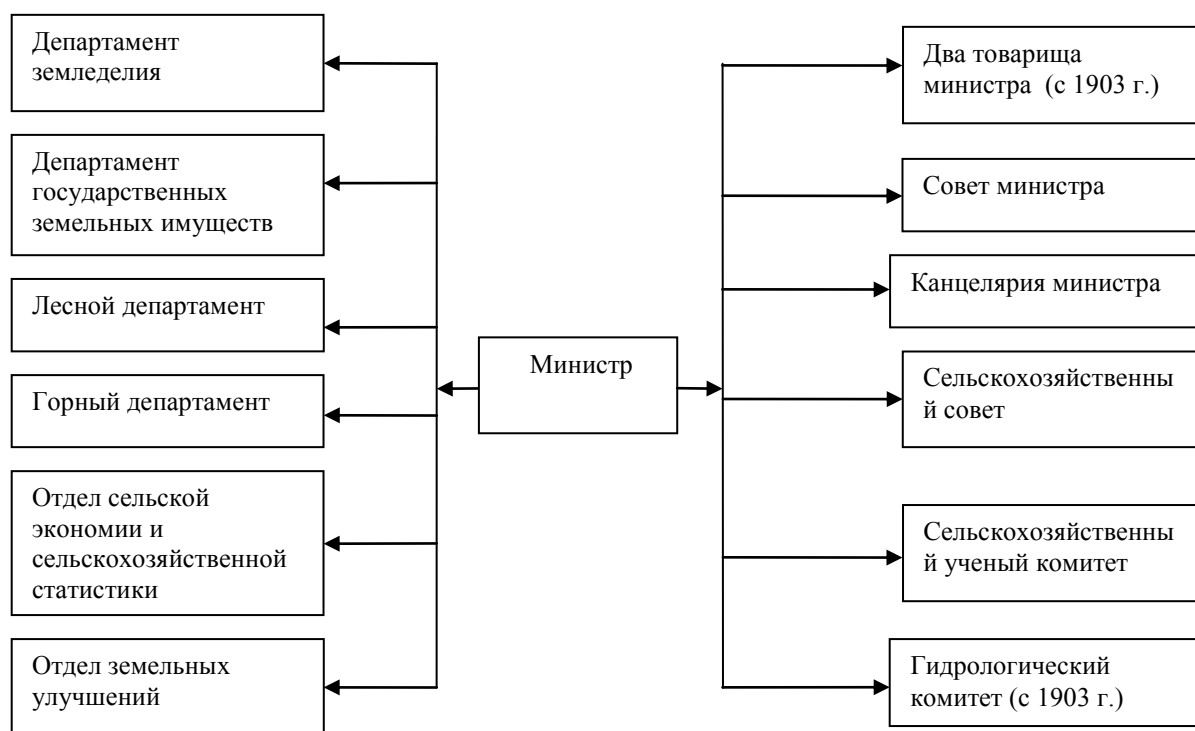 Департамент
земледелия
Департамент
государственных
земельных имуществ
Лесной департамент
Горный департамент
Отдел сельской
экономии и
сельскохозяйственной
статистики
Отдел земельных
улучшений
Министр
Два товарища
министра (с 1903 г.)
Совет министра
Канцелярия министра
Сельскохозяйственны
й совет
Сельскохозяйственны
й ученый комитет
Гидрологический
комитет (с 1903 г.)